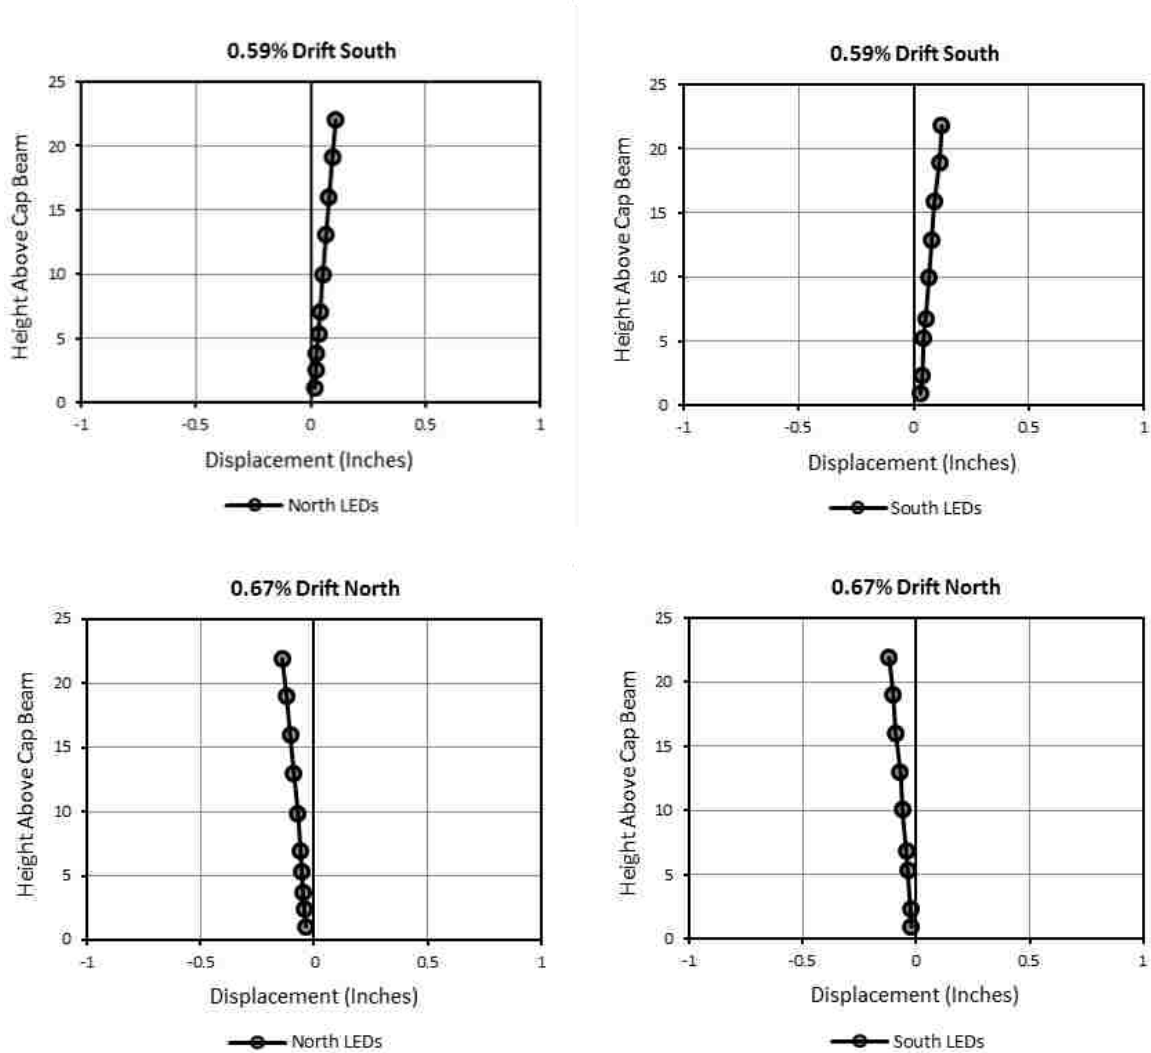 0.59% Drift South
25
20
15
10
5
0
-1
-0.5
0
0.5
1
Height Above Cap Beam
Displacement (Inches)
North LEDs
0.59% Drift South
25
20
15
10
5
0
-1
-0.5
0
0.5
1
Height Above Cap Beam
Displacement (Inches)
South LEDs
0.67% Drift North
25
20
15
10
5
0
-1
-0.5
0
0.5
1
Height Above Cap Beam
Displacement (Inches)
North LEDs
0.67% Drift North
25
20
15
10
5
0
-1
-0.5
0
0.5
1
Height Above Cap Beam
Displacement (Inches)
South LEDs